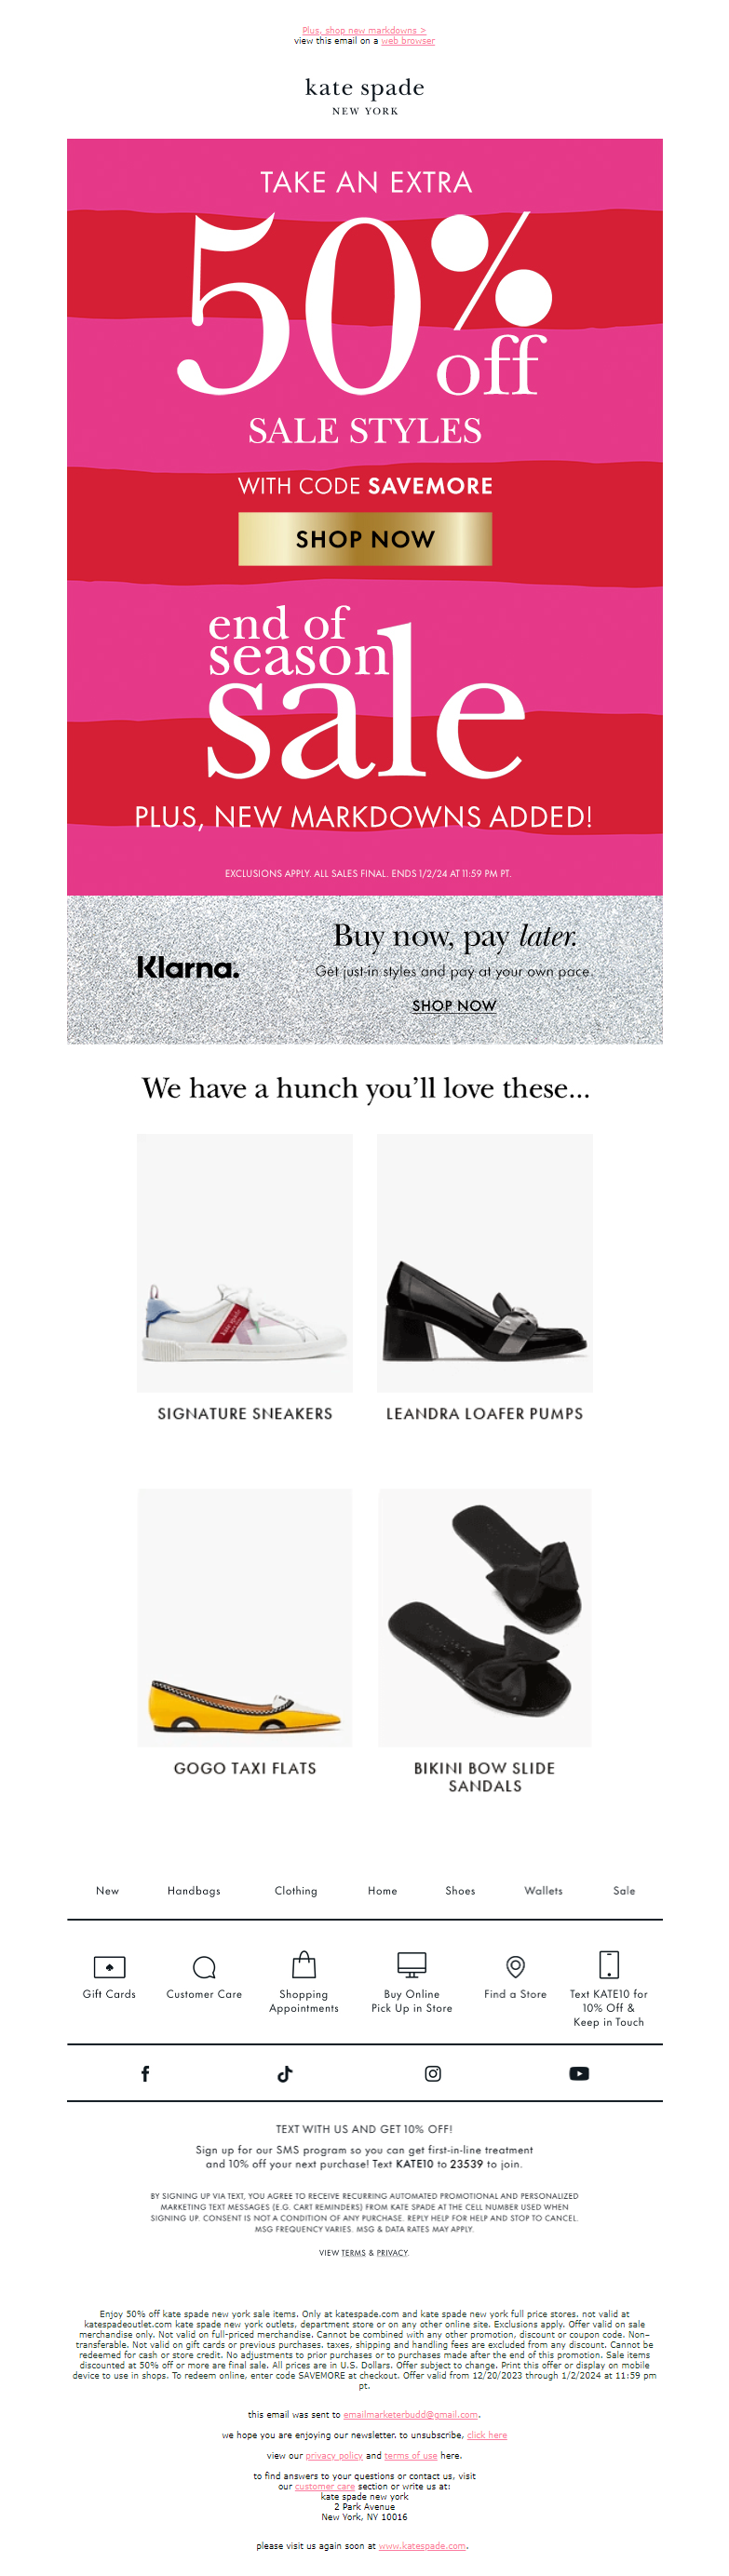 Plus, shop new markdowns >
view this email on a web browser
kate spade
NEW YORK
TAKE AN EXTRA
50%
off
SALE STYLES
WITH CODE SAVEMORE
SHOP NOW
end of
season
sale
PLUS, NEW MARKDOWNS ADDED!
EXCLUSIONS APPLY. ALL SALES FINAL. ENDS 1/2/24 AT 11:59 PM PT.
Klarna.
Buy now, pay later.
Get just-in styles and pay at your own pace.
SHOP NOW
We have a hunch you'll love these...
SIGNATURE SNEAKERS
LEANDRA LOAFER PUMPS
GOGO TAXI FLATS
BIKINI BOW SLIDE
SANDALS
New Handbags Clothing Home Shoes Wallets Sale
Gift Cards
Customer Care
Shopping
Appointments
Buy Online
Pick Up in Store
Find a Store
Text KATE10 for
10% Off &
Keep in Touch
TEXT WITH US AND GET 10% OFF!
Sign up for our SMS program so you can get first-in-line treatment
and 10% off your next purchase! Text KATE10 to 23539 to join.
BY SIGNING UP VIA TEXT, YOU AGREE TO RECEIVE RECURRING AUTOMATED PROMOTIONAL AND PERSONALIZED
MARKETING TEXT MESSAGES (E.G. CART REMINDERS) FROM KATE SPADE AT THE CELL NUMBER USED WHEN
SIGNING UP. CONSENT IS NOT A CONDITION OF ANY PURCHASE. REPLY HELP FOR HELP AND STOP TO CANCEL.
MSG FREQUENCY VARIES. MSG & DATA RATES MAY APPLY.
VIEW TERMS & PRIVACY.
Enjoy 50% off kate spade new york sale items. Only at katespade.com and kate spade new york full price stores. not valid at
katespadeoutlet.com kate spade new york outlets, department store or on any other online site. Exclusions apply. Offer valid on sale
merchandise only. Not valid on full-priced merchandise. Cannot be combined with any other promotion, discount or coupon code. Non-
transferable. Not valid on gift cards or previous purchases. taxes, shipping and handling fees are excluded from any discount. Cannot be
redeemed for cash or store credit. No adjustments to prior purchases or to purchases made after the end of this promotion. Sale items
discounted at 50% off or more are final sale. All prices are in U.S. Dollars. Offer subject to change. Print this offer or display on mobile
device to use in shops. To redeem online, enter code SAVEMORE at checkout. Offer valid from 12/20/2023 through 1/2/2024 at 11:59 pm
pt.
this email was sent to emailmarketerbudd@gmail.com.
we hope you are enjoying our newsletter. to unsubscribe, click here
view our privacy policy and terms of use here.
to find answers to your questions or contact us, visit
our customer care section or write us at:
kate spade new york
2 Park Avenue
New York, NY 10016
please visit us again soon at www.katespade.com.